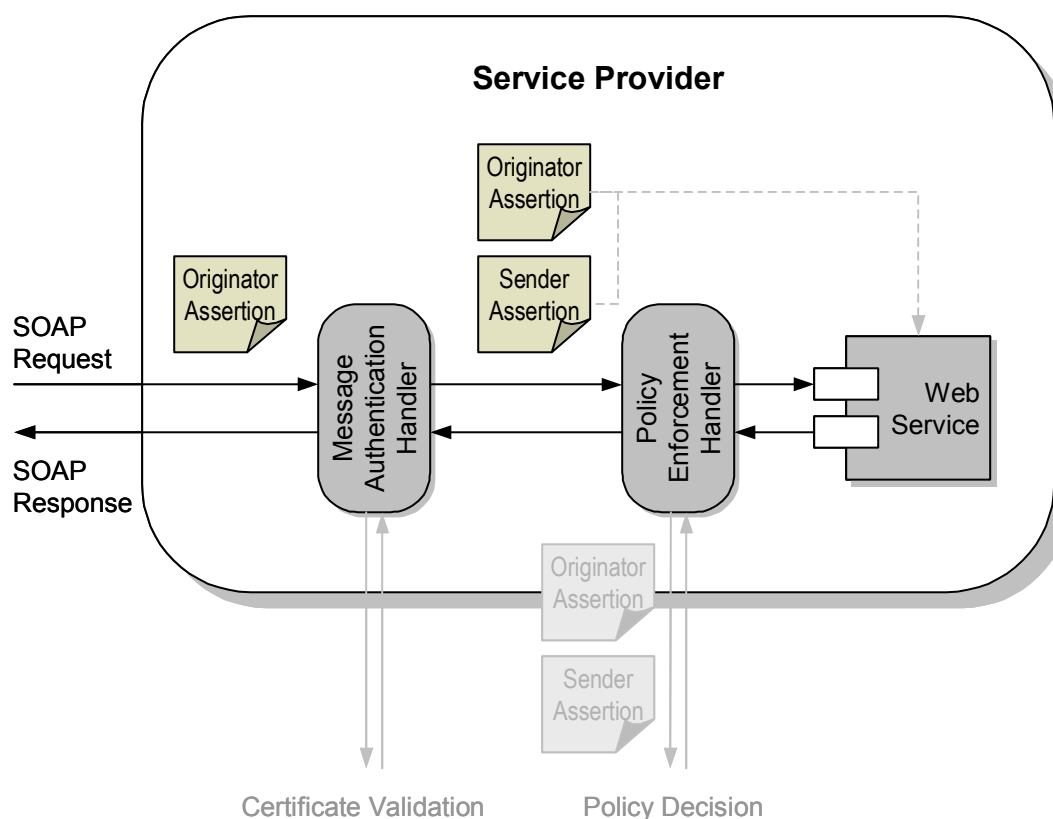 Service Provider
Originator
Assertion
Originator
Assertion
Sender
Assertion
SOAP
Request
SOAP
Response
Message
Authentication
Handler
Policy
Enforcement
Handler
Web
Service
Originator
Assertion
Sender
Assertion
Certificate Validation
Policy Decision